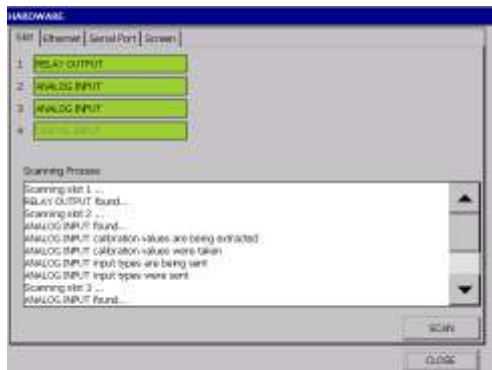 HARDWARE
Slot Ethernet Serial Port Screen
1 RELAY OUTPUT
2 ANALOG INPUT
3 ANALOG INPUT
4 DIGITAL INPUT
Scanning Process
Scanning slot 1 ...
RELAY OUTPUT found...
Scanning slot 2 ...
ANALOG INPUT found...
ANALOG INPUT calibration values are being extracted
ANALOG INPUT calibration values were taken
ANALOG INPUT input types are being sent
ANALOG INPUT input types were sent
Scanning slot 3 ...
ANALOG INPUT found...
SCAN
CLOSE